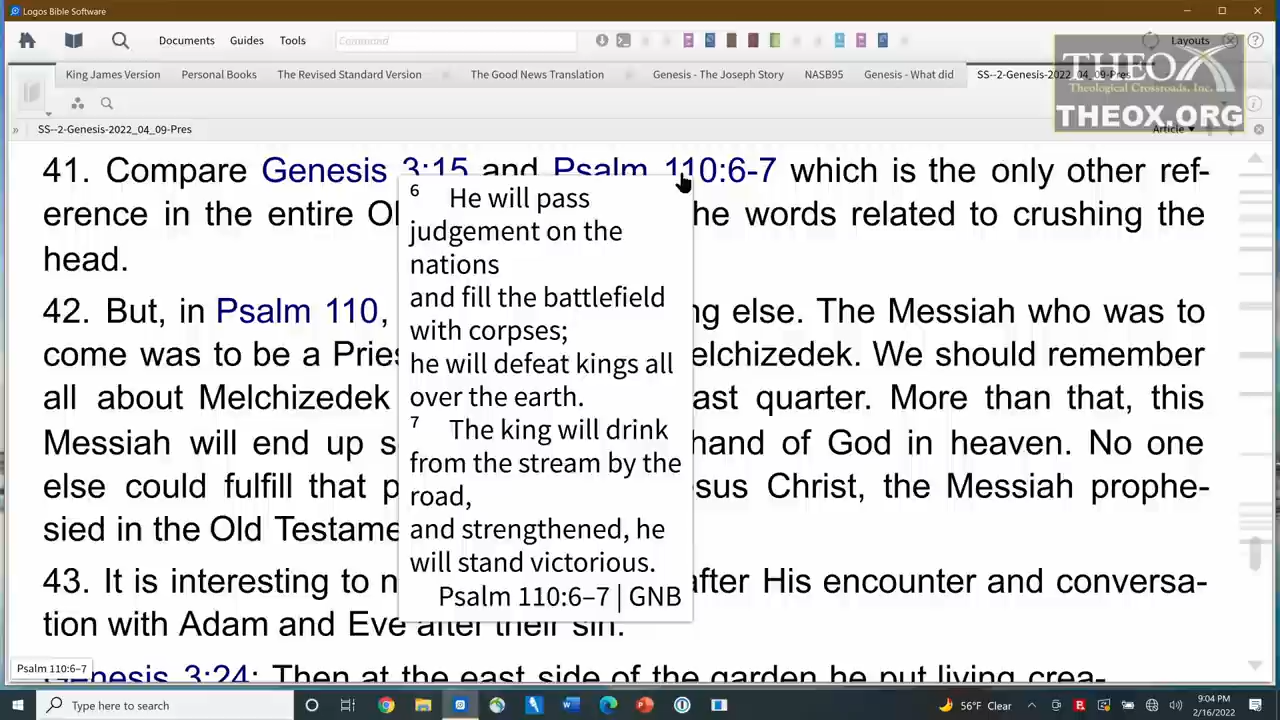 Logos Bible Software
Documents Guides Tools Command Layouts
King James Version Personal Books The Revised Standard Version The Good News Translation Genesis - The Joseph Story NASB95 Genesis - What did SS--2-Genesis-2022_04_09-Pres
THEOX
Theological Crossroads, Inc.
THEOX.ORG
SS--2-Genesis-2022_04_09-Pres Article
41. Compare Genesis 3:15 and Psalm 110:6-7 which is the only other ref-
erence in the entire he words related to crushing the
head.
42. But, in Psalm 110, else. The Messiah who was to
come was to be a elchizedek. We should remember
all about Melchizedek ast quarter. More than that, this
Messiah will end up hand of God in heaven. No one
else could fulfill that sus Christ, the Messiah prophe-
sied in the Old
43. It is interesting to after His encounter and conversa-
tion with Adam and Eve after their sin.
Genesis 3:24: Then at the east side of the garden he put living crea-
6 He will pass
judgement on the
nations
and fill the battlefield
with corpses;
he will defeat kings all
over the earth.
7 The king will drink
from the stream by the
road,
and strengthened, he
will stand victorious.
Psalm 110:6–7 | GNB
Psalm 110:6–7
Type here to search
56°F Clear
9:04 PM
2/16/2022